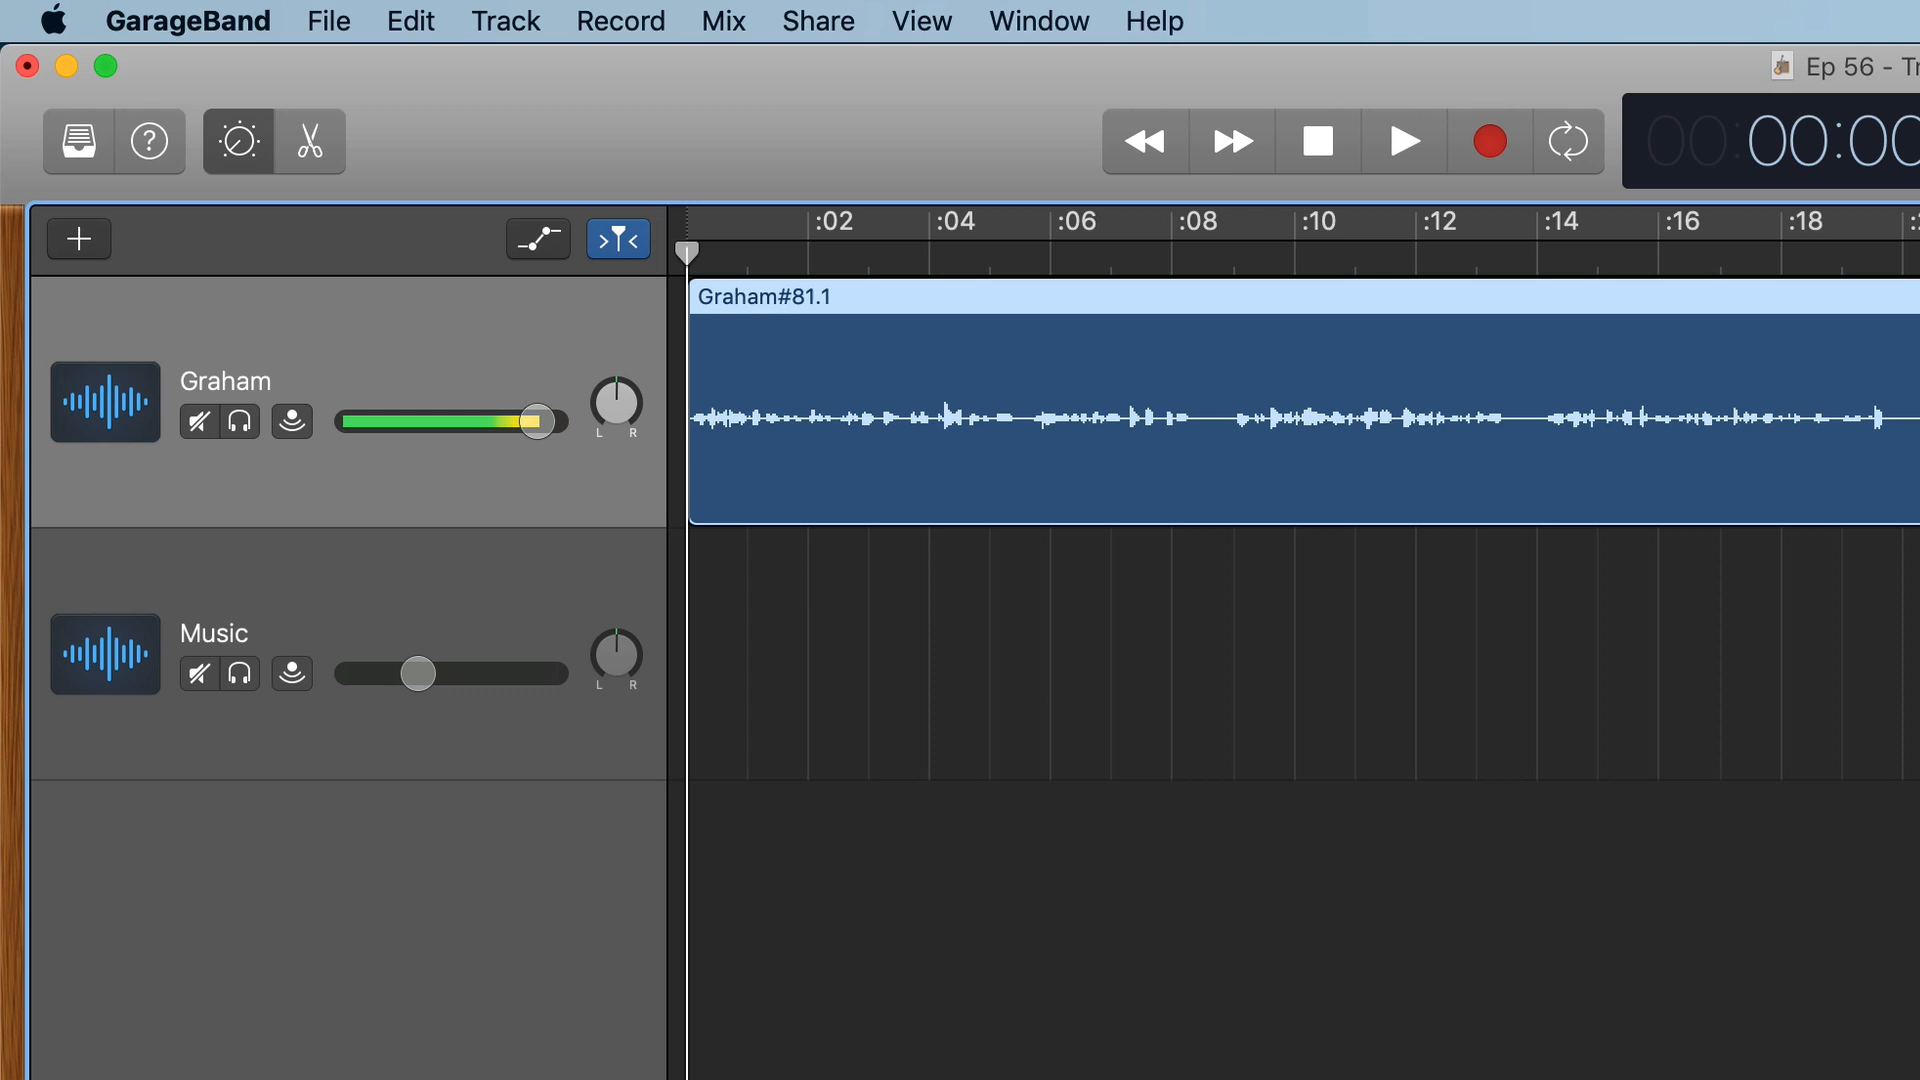 GarageBand File Edit Track Record Mix Share View Window Help
Ep 56 - Tr
00:00:00
:02 :04 :06 :08 :10 :12 :14 :16 :18
Graham#81.1
Graham
L R
Music
L R